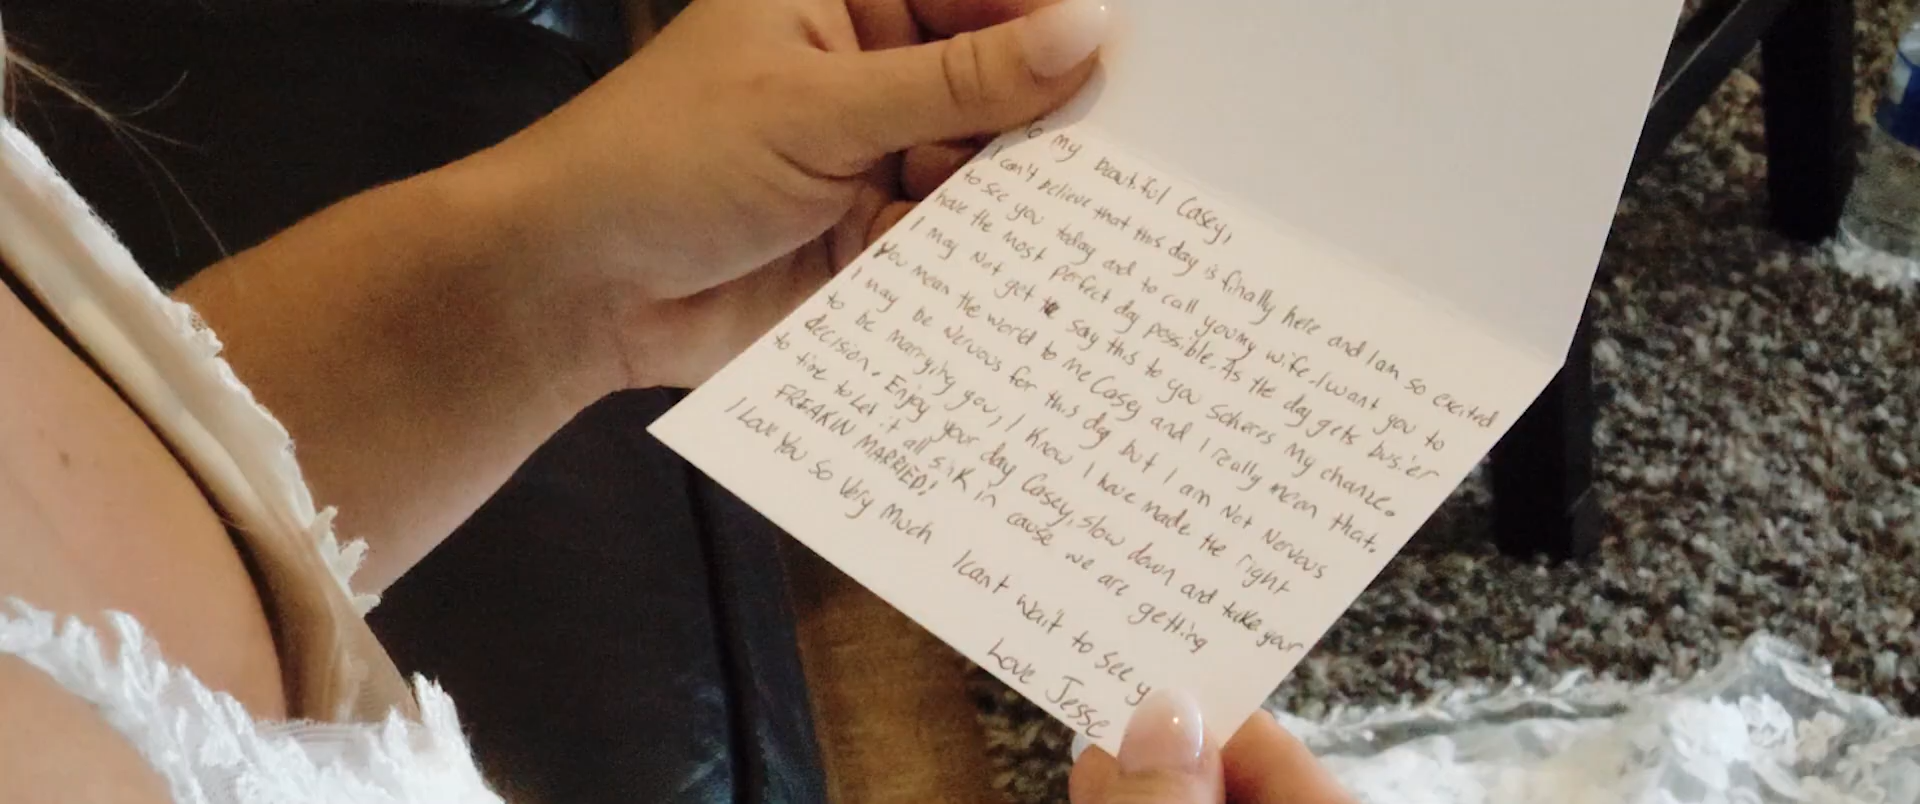 To my beautiful Casey,
I can't believe that this day is finally here and I am so excited
to see you today and to call you my wife. I want you to
have the most perfect day possible. As the day gets busier
I may not get to say this to you Scheres my chance.
You mean the world to me Casey and I really mean that.
I may be nervous for this day but I am Not Nervous
to be marrying you, I know I have made the right
decision. Enjoy your day Casey, slow down and take your
to time to let it all sink in cause we are getting
FREAKIN MARRIED!
I Love You So Very Much
I cant wait to see y
Love Jesse